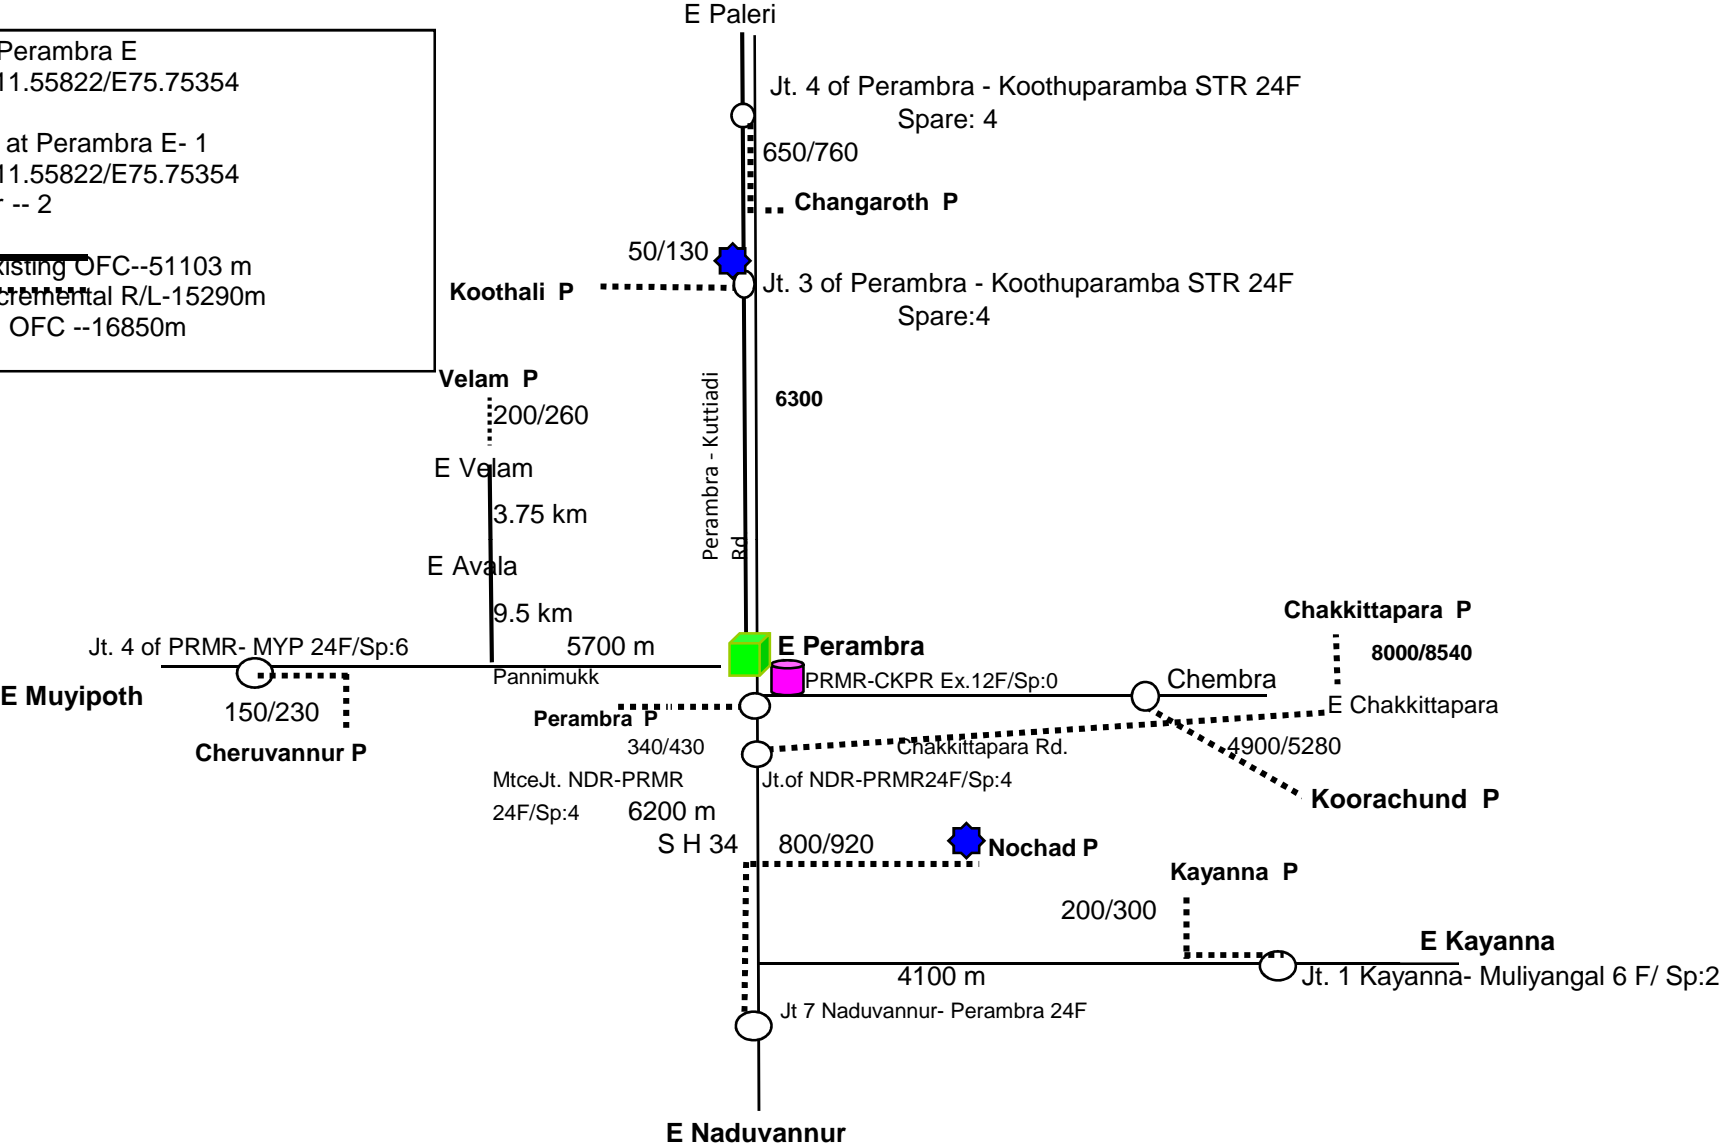 E Paleri
Perambra E
11.55822/E75.75354
at Perambra E- 1
11.55822/E75.75354
-- 2
OFC--51103 m
R/L-15290m
OFC --16850m
Jt. 4 of Perambra - Koothuparamba STR 24F
Spare: 4
650/760
Changaroth P
50/130
Koothali P
Jt. 3 of Perambra - Koothuparamba STR 24F
Spare:4
Velam P
200/260
Perambra - Kuttiadi
Rd
6300
E Velam
3.75 km
E Avala
9.5 km
Jt. 4 of PRMR- MYP 24F/Sp:6
5700 m
E Perambra
Chakkittapara P
8000/8540
Pannimukk
PRMR-CKPR Ex.12F/Sp:0
Chembra
E Muyipoth
150/230
Cheruvannur P
Perambra P
340/430
E Chakkittapara
Chakkittapara Rd.
4900/5280
MtceJt. NDR-PRMR
24F/Sp:4
6200 m
Jt.of NDR-PRMR24F/Sp:4
Koorachund P
S H 34
800/920
Nochad P
Kayanna P
200/300
E Kayanna
4100 m
Jt. 1 Kayanna- Muliyangal 6 F/ Sp:2
Jt 7 Naduvannur- Perambra 24F
E Naduvannur